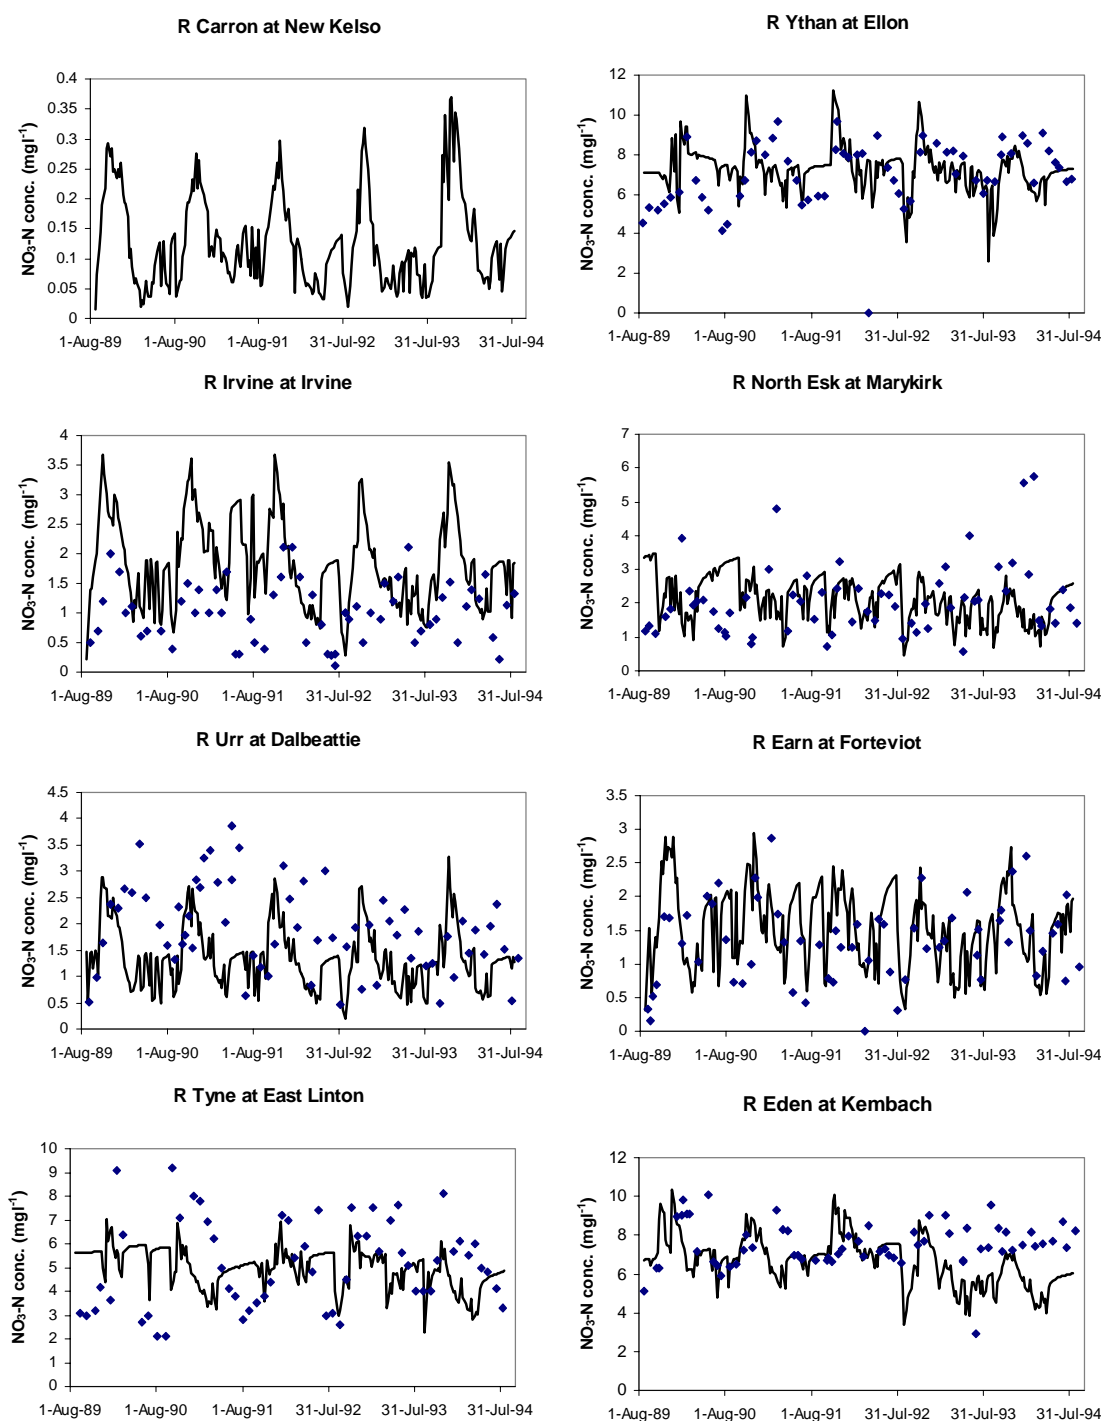 R Carron at New Kelso
NO3-N conc. (mgl-1)
0.4
0.35
0.3
0.25
0.2
0.15
0.1
0.05
0
1-Aug-89 1-Aug-90 1-Aug-91 31-Jul-92 31-Jul-93 31-Jul-94
R Ythan at Ellon
NO3-N conc. (mgl-1)
12
10
8
6
4
2
0
1-Aug-89 1-Aug-90 1-Aug-91 31-Jul-92 31-Jul-93 31-Jul-94
R Irvine at Irvine
NO3-N conc. (mgl-1)
4
3.5
3
2.5
2
1.5
1
0.5
0
1-Aug-89 1-Aug-90 1-Aug-91 31-Jul-92 31-Jul-93 31-Jul-94
R North Esk at Marykirk
NO3-N conc. (mgl-1)
7
6
5
4
3
2
1
0
1-Aug-89 1-Aug-90 1-Aug-91 31-Jul-92 31-Jul-93 31-Jul-94
R Urr at Dalbeattie
NO3-N conc. (mgl-1)
4.5
4
3.5
3
2.5
2
1.5
1
0.5
0
1-Aug-89 1-Aug-90 1-Aug-91 31-Jul-92 31-Jul-93 31-Jul-94
R Earn at Forteviot
NO3-N conc. (mgl-1)
3.5
3
2.5
2
1.5
1
0.5
0
1-Aug-89 1-Aug-90 1-Aug-91 31-Jul-92 31-Jul-93 31-Jul-94
R Tyne at East Linton
NO3-N conc. (mgl-1)
10
9
8
7
6
5
4
3
2
1
0
1-Aug-89 1-Aug-90 1-Aug-91 31-Jul-92 31-Jul-93 31-Jul-94
R Eden at Kembach
NO3-N conc. (mgl-1)
12
10
8
6
4
2
0
1-Aug-89 1-Aug-90 1-Aug-91 31-Jul-92 31-Jul-93 31-Jul-94